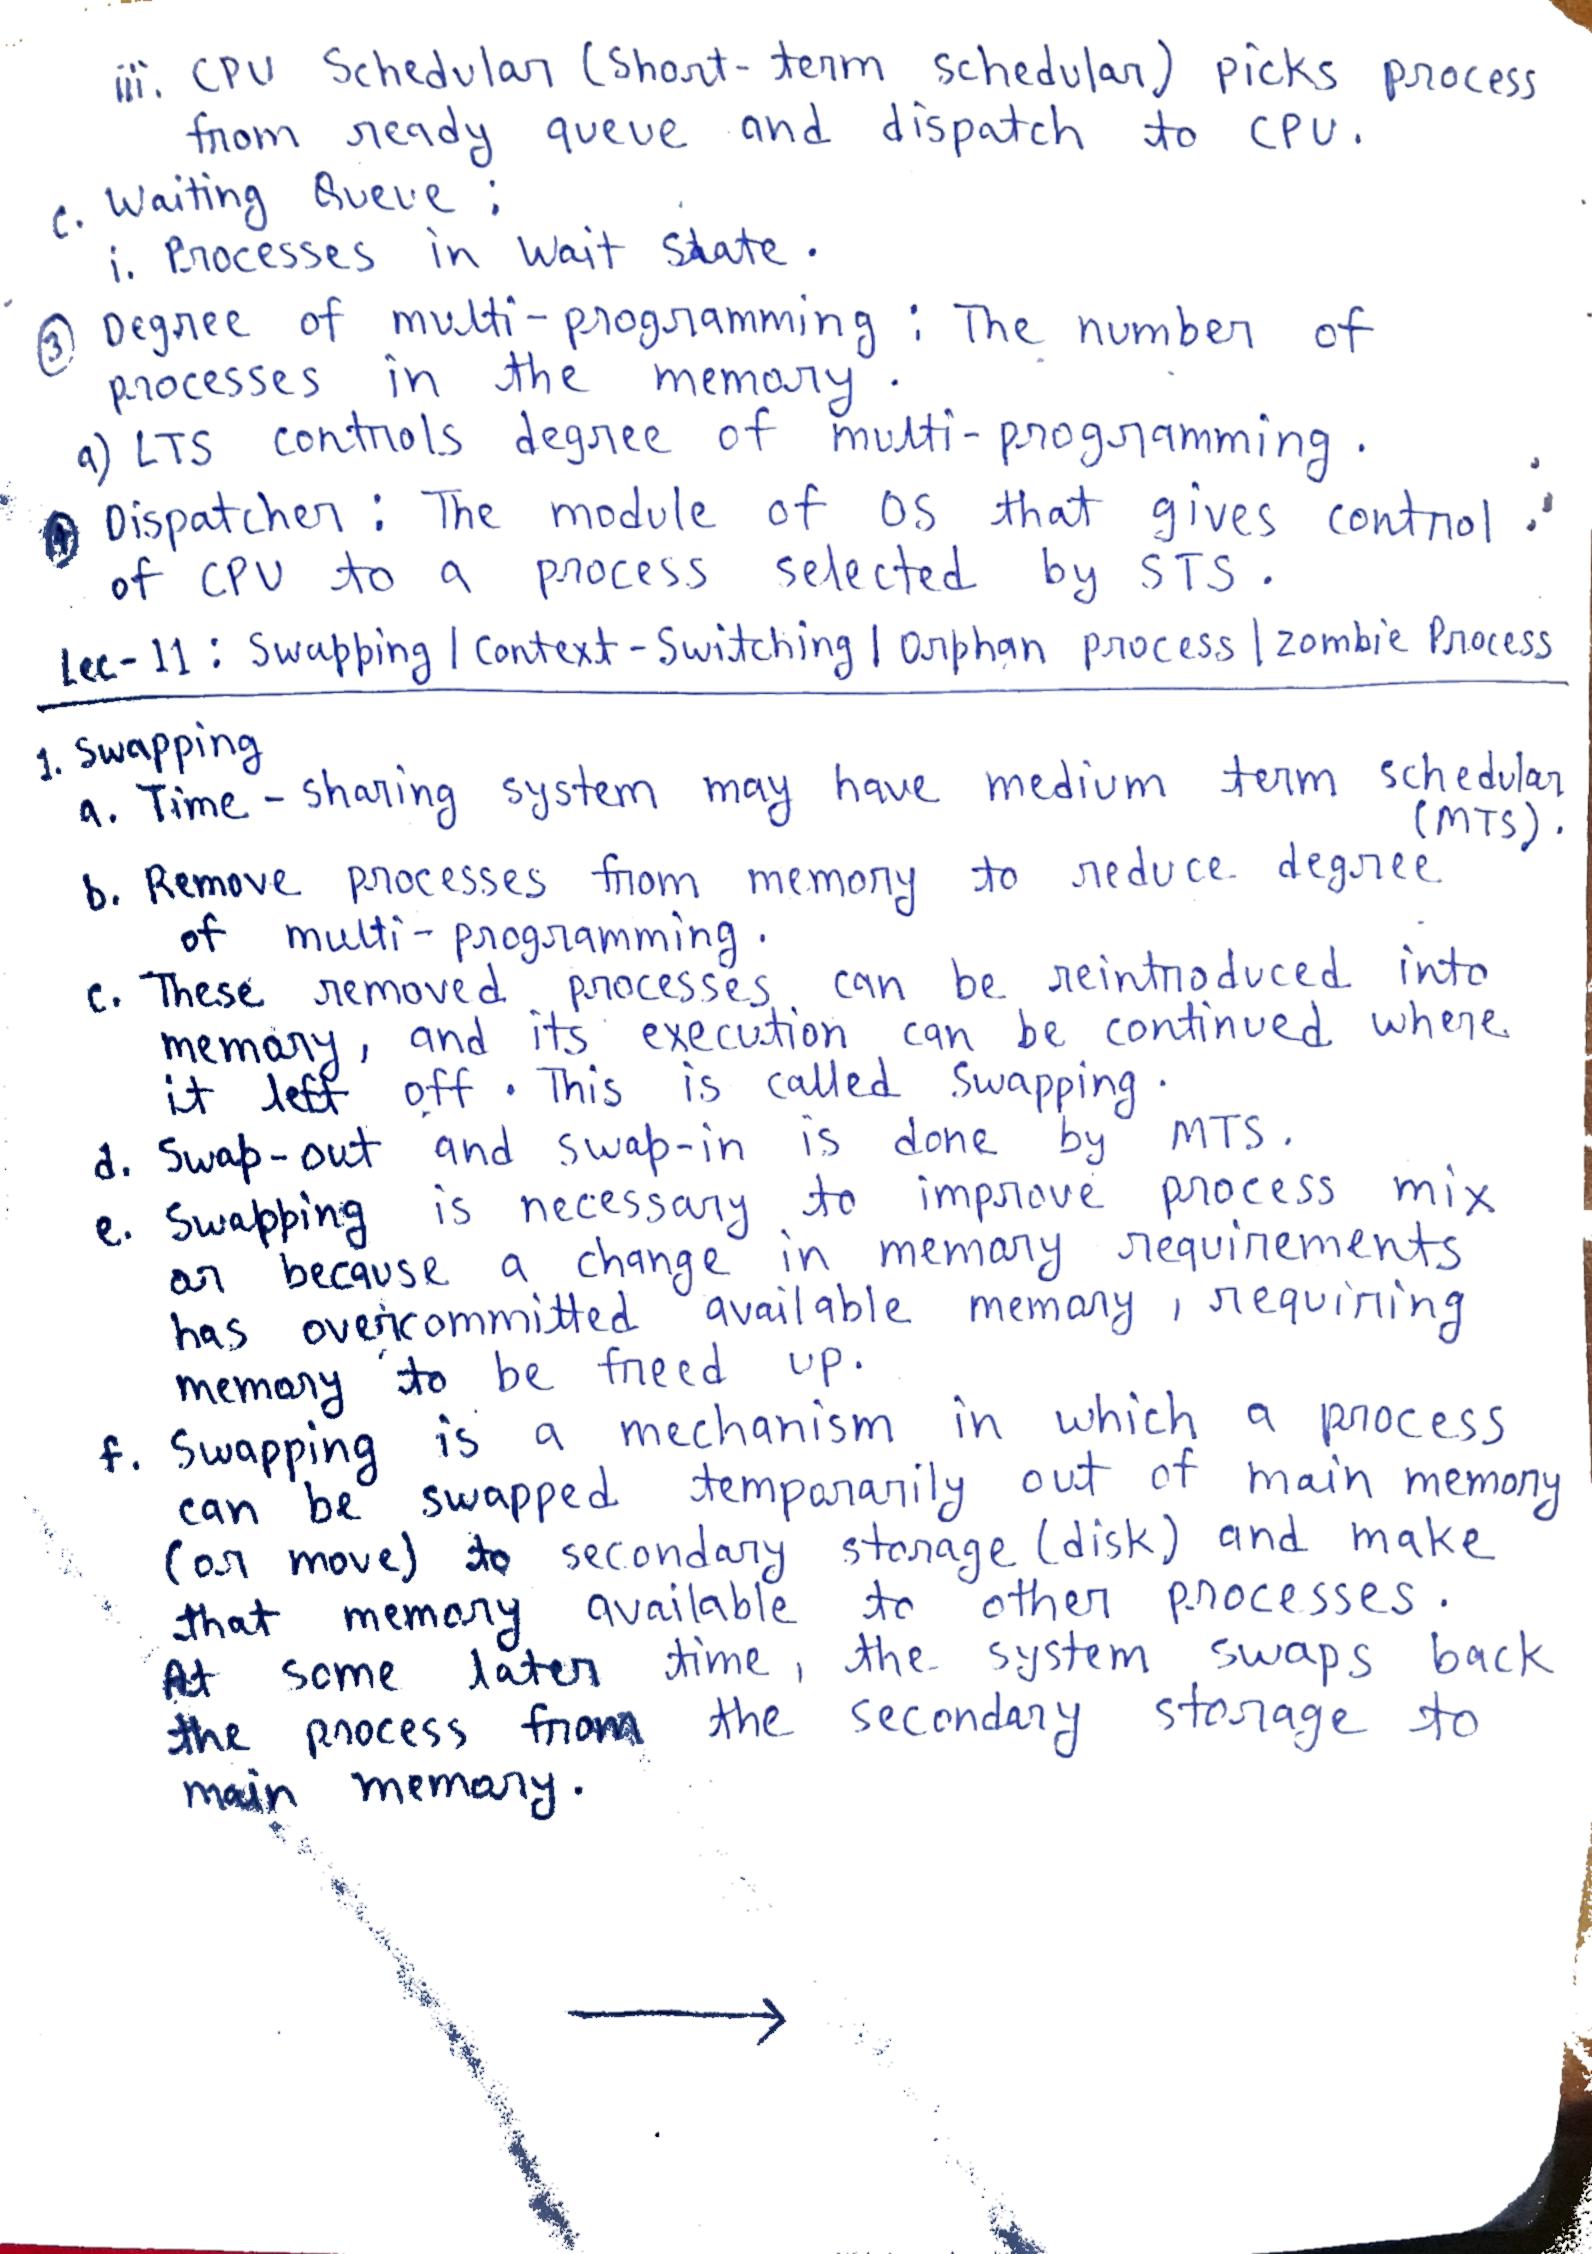 iii. CPU Schedular (Short-term schedular) picks process
from ready queue and dispatch to CPU.
c. Waiting Queue :
i. Processes in Wait State.
③ Degree of multi-programming : The number of
processes in the memory.
a) LTS controls degree of multi-programming.
④ Dispatcher : The module of OS that gives control
of CPU to a process selected by STS.
Lec-11 : Swapping | Context-Switching | Orphan process | Zombie Process
1. Swapping
a. Time-sharing system may have medium term schedular
(MTS).
b. Remove processes from memory to reduce degree
of multi-programming.
c. These removed processes can be reintroduced into
memory, and its execution can be continued where
it left off. This is called Swapping.
d. Swap-out and swap-in is done by MTS.
e. Swapping is necessary to improve process mix
or because a change in memory requirements
has overcommitted available memory, requiring
memory to be freed up.
f. Swapping is a mechanism in which a process
can be swapped temporarily out of main memory
(or move) to secondary storage (disk) and make
that memory available to other processes.
At some later time, the system swaps back
the process from the secondary storage to
main memory.